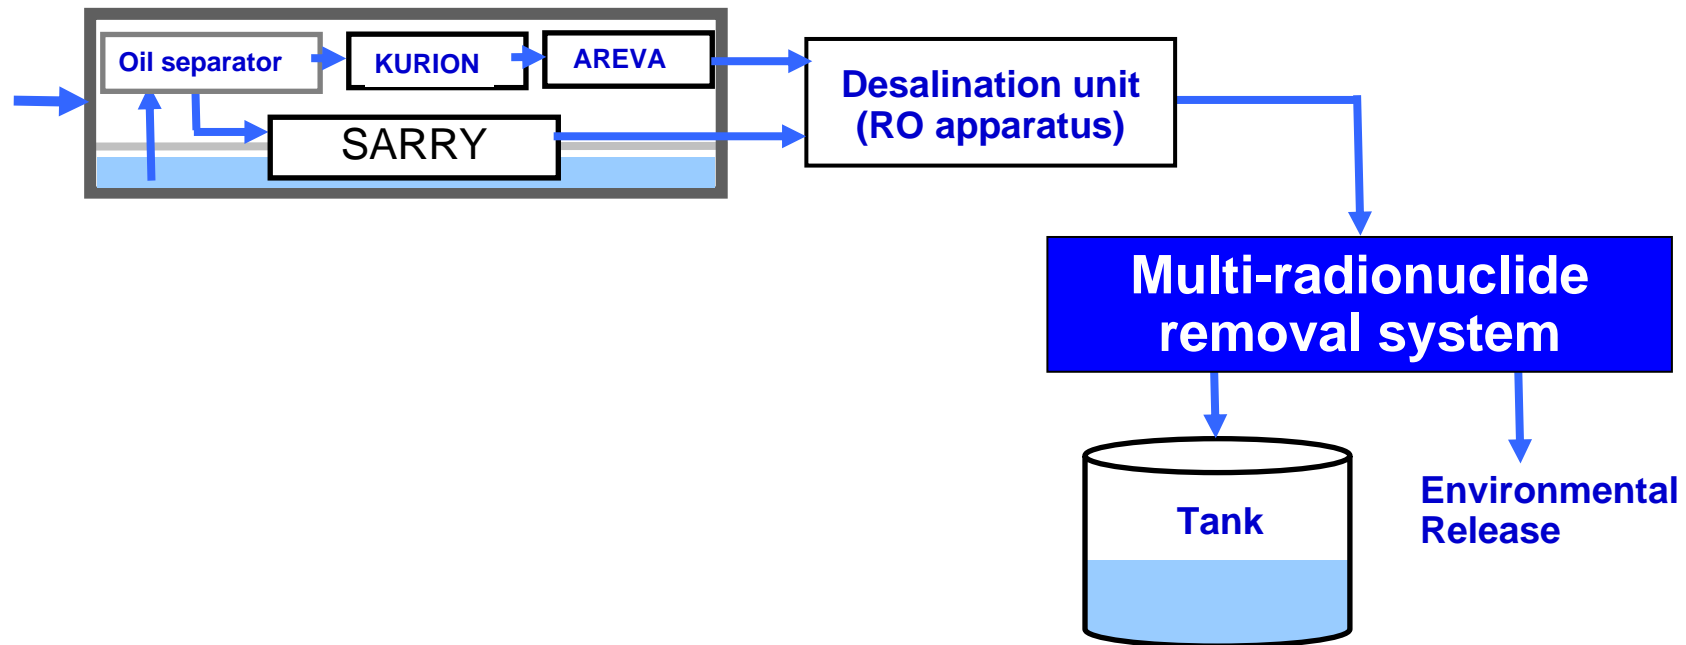 Oil separator
KURION
AREVA
SARRY
Desalination unit
(RO apparatus)
Multi-radionuclide
removal system
Tank
Environmental
Release